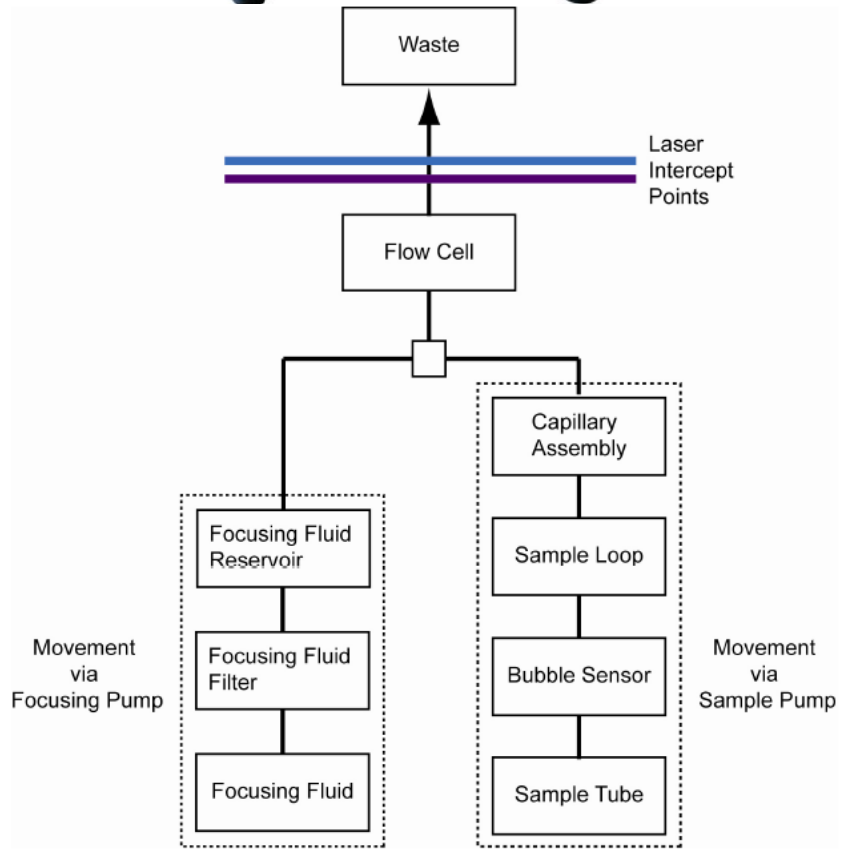 Waste
Laser
Intercept
Points
Flow Cell
Capillary
Assembly
Focusing Fluid
Reservoir
Sample Loop
Movement
via
Focusing Pump
Focusing Fluid
Filter
Bubble Sensor
Movement
via
Sample Pump
Focusing Fluid
Sample Tube